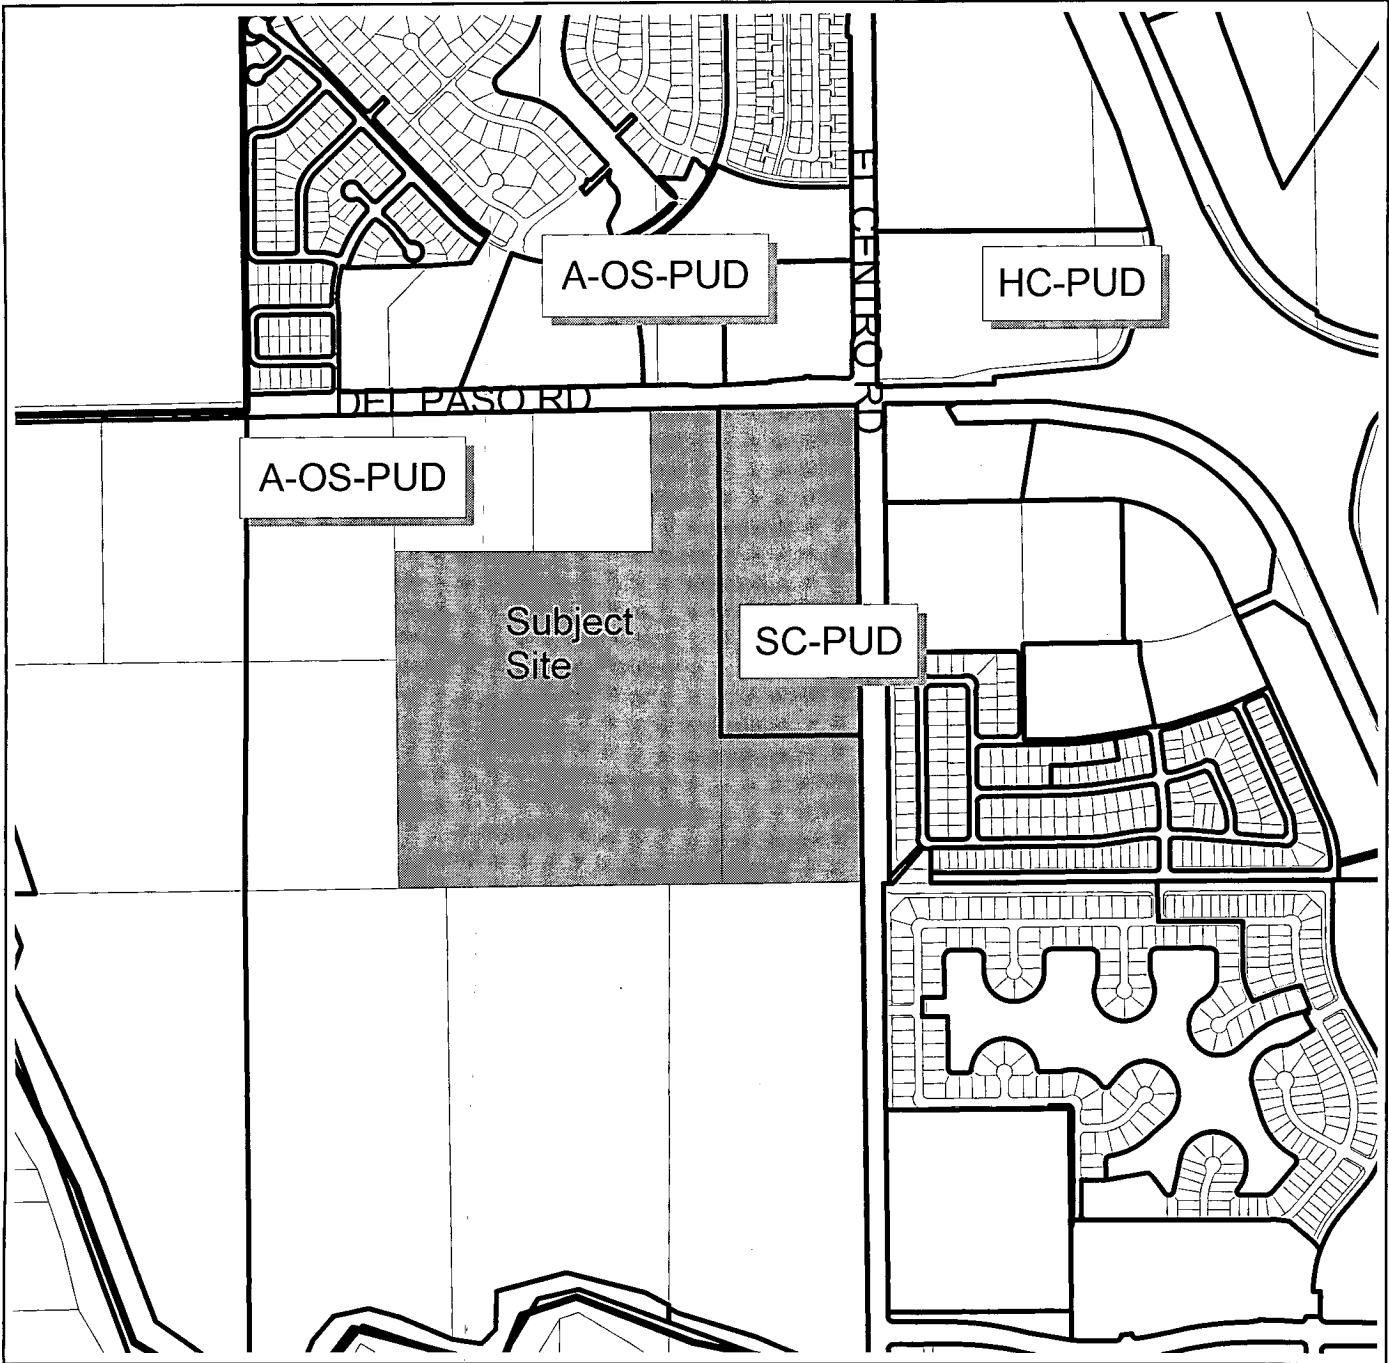 A-OS-PUD
HC-PUD
EL CENTRO RD
DEL PASO RD
A-OS-PUD
Subject
Site
SC-PUD